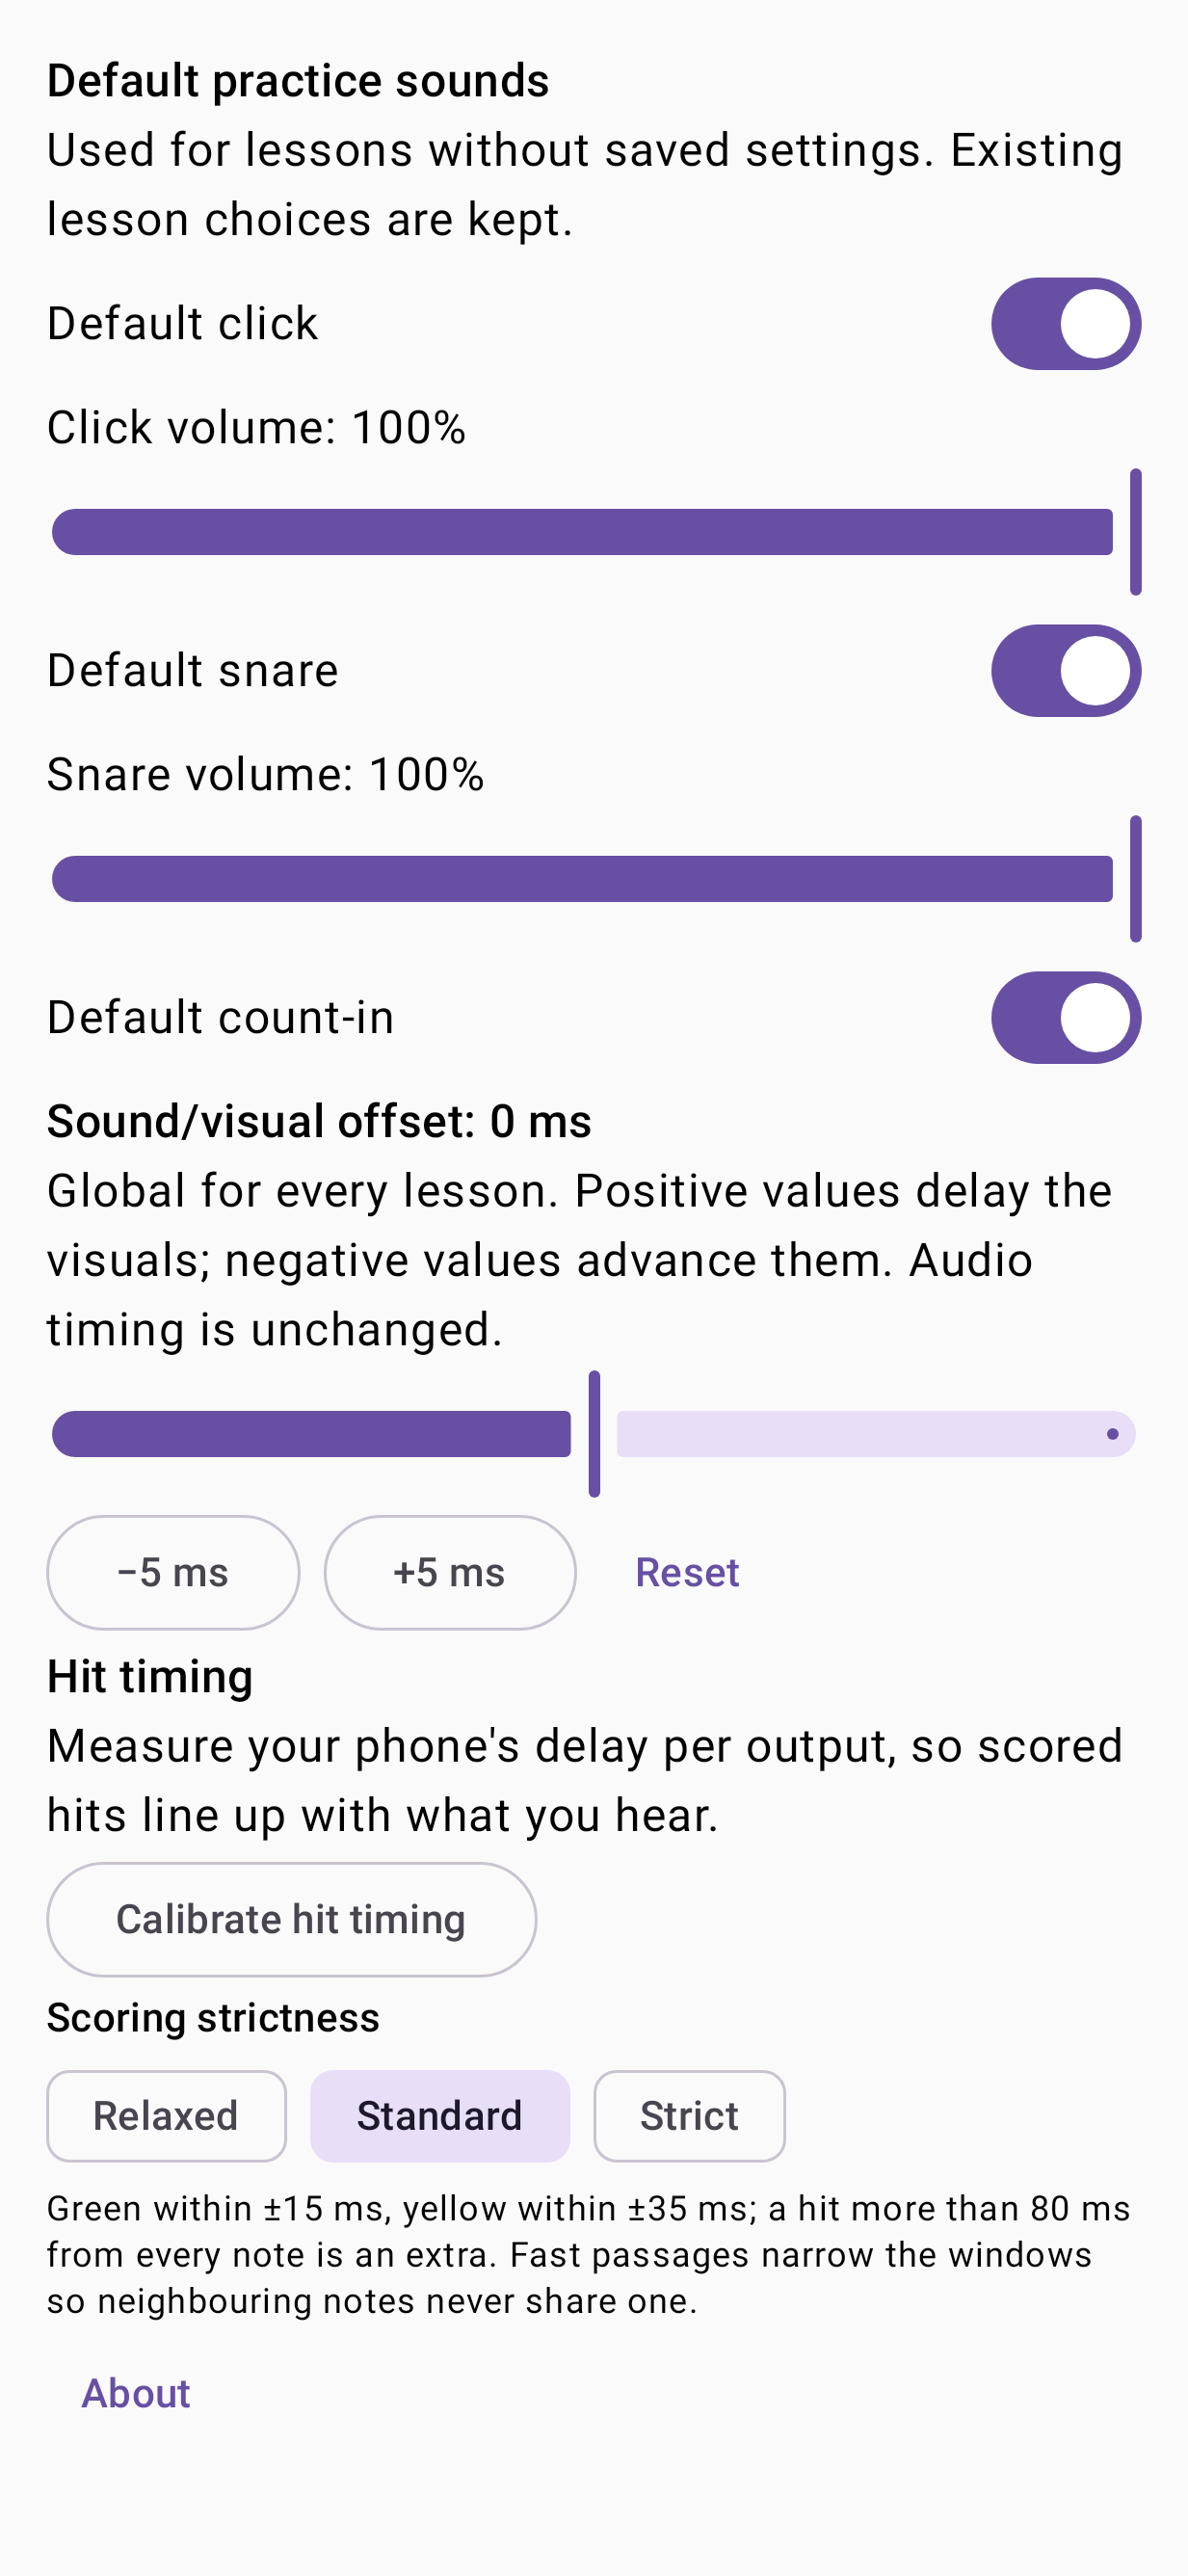 Default practice sounds
Used for lessons without saved settings. Existing
lesson choices are kept.
Default click
Click volume: 100%
Default snare
Snare volume: 100%
Default count-in
Sound/visual offset: 0 ms
Global for every lesson. Positive values delay the
visuals; negative values advance them. Audio
timing is unchanged.
−5 ms +5 ms Reset
Hit timing
Measure your phone's delay per output, so scored
hits line up with what you hear.
Calibrate hit timing
Scoring strictness
Relaxed Standard Strict
Green within ±15 ms, yellow within ±35 ms; a hit more than 80 ms
from every note is an extra. Fast passages narrow the windows
so neighbouring notes never share one.
About